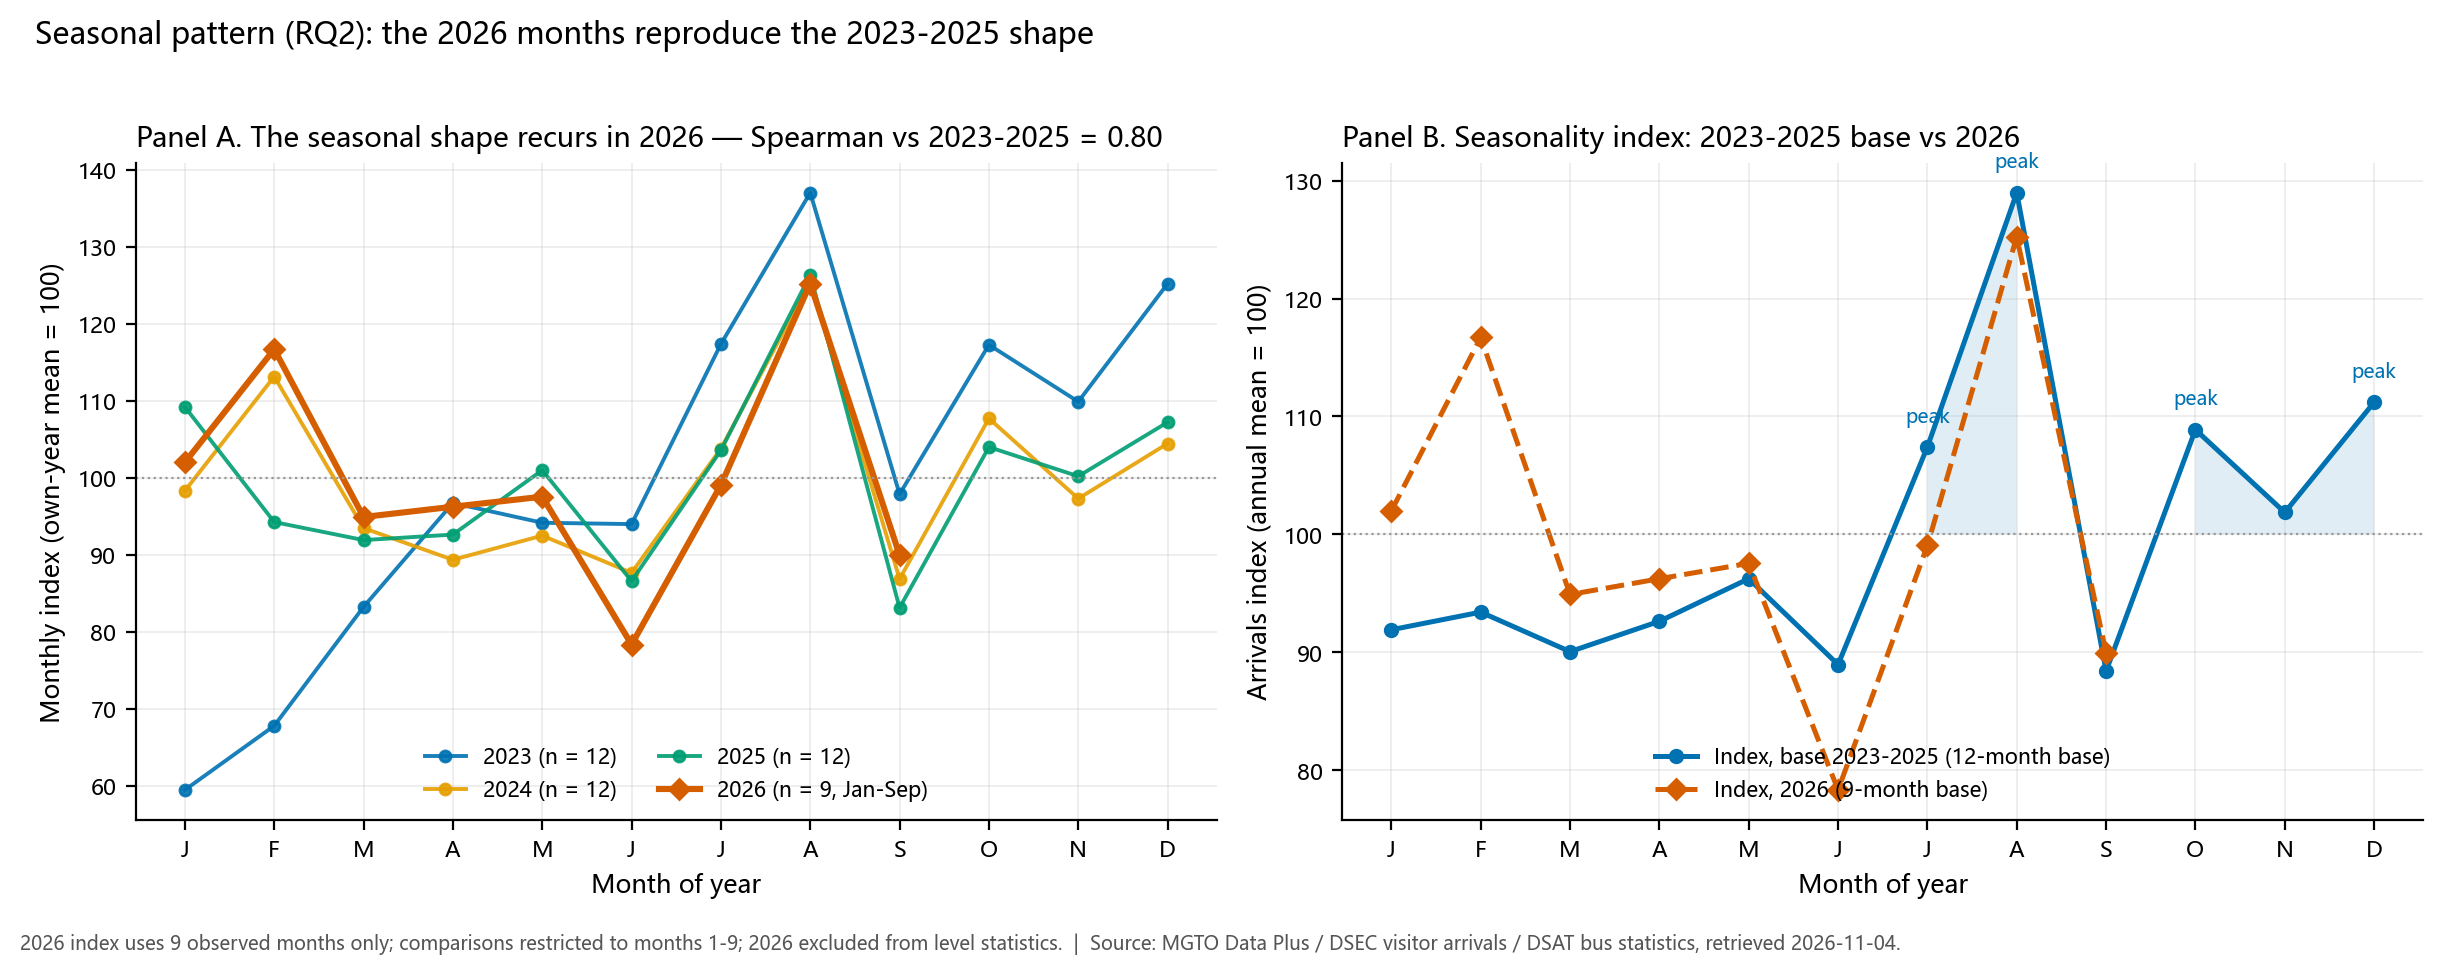 Seasonal pattern (RQ2): the 2026 months reproduce the 2023-2025 shape
Panel A. The seasonal shape recurs in 2026 — Spearman vs 2023-2025 = 0.80
Monthly index (own-year mean = 100)
140
130
120
110
100
90
80
70
60
2023 (n = 12)
2024 (n = 12)
2025 (n = 12)
2026 (n = 9, Jan-Sep)
J F M A M J J A S O N D
Month of year
Panel B. Seasonality index: 2023-2025 base vs 2026
Arrivals index (annual mean = 100)
130
120
110
100
90
80
peak
peak
peak
peak
Index, base 2023-2025 (12-month base)
Index, 2026 (9-month base)
J F M A M J J A S O N D
Month of year
2026 index uses 9 observed months only; comparisons restricted to months 1-9; 2026 excluded from level statistics. | Source: MGTO Data Plus / DSEC visitor arrivals / DSAT bus statistics, retrieved 2026-11-04.